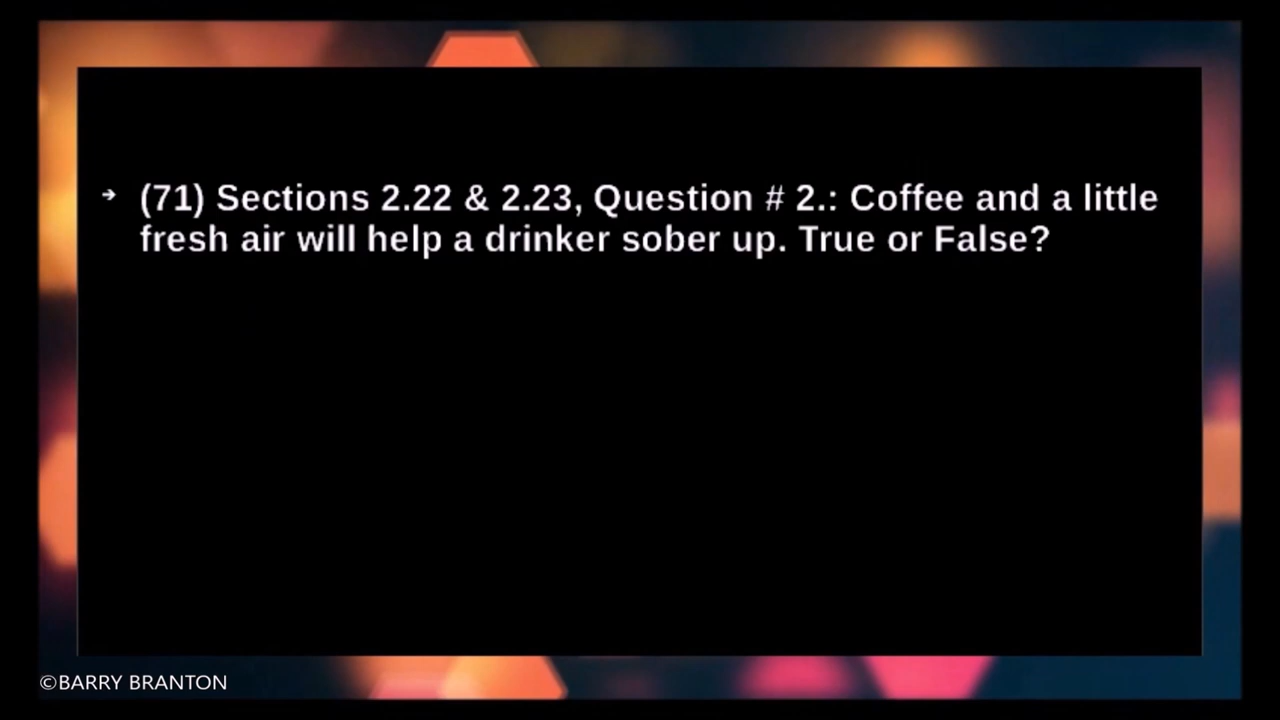 ➔ (71) Sections 2.22 & 2.23, Question # 2.: Coffee and a little
fresh air will help a drinker sober up. True or False?
©BARRY BRANTON